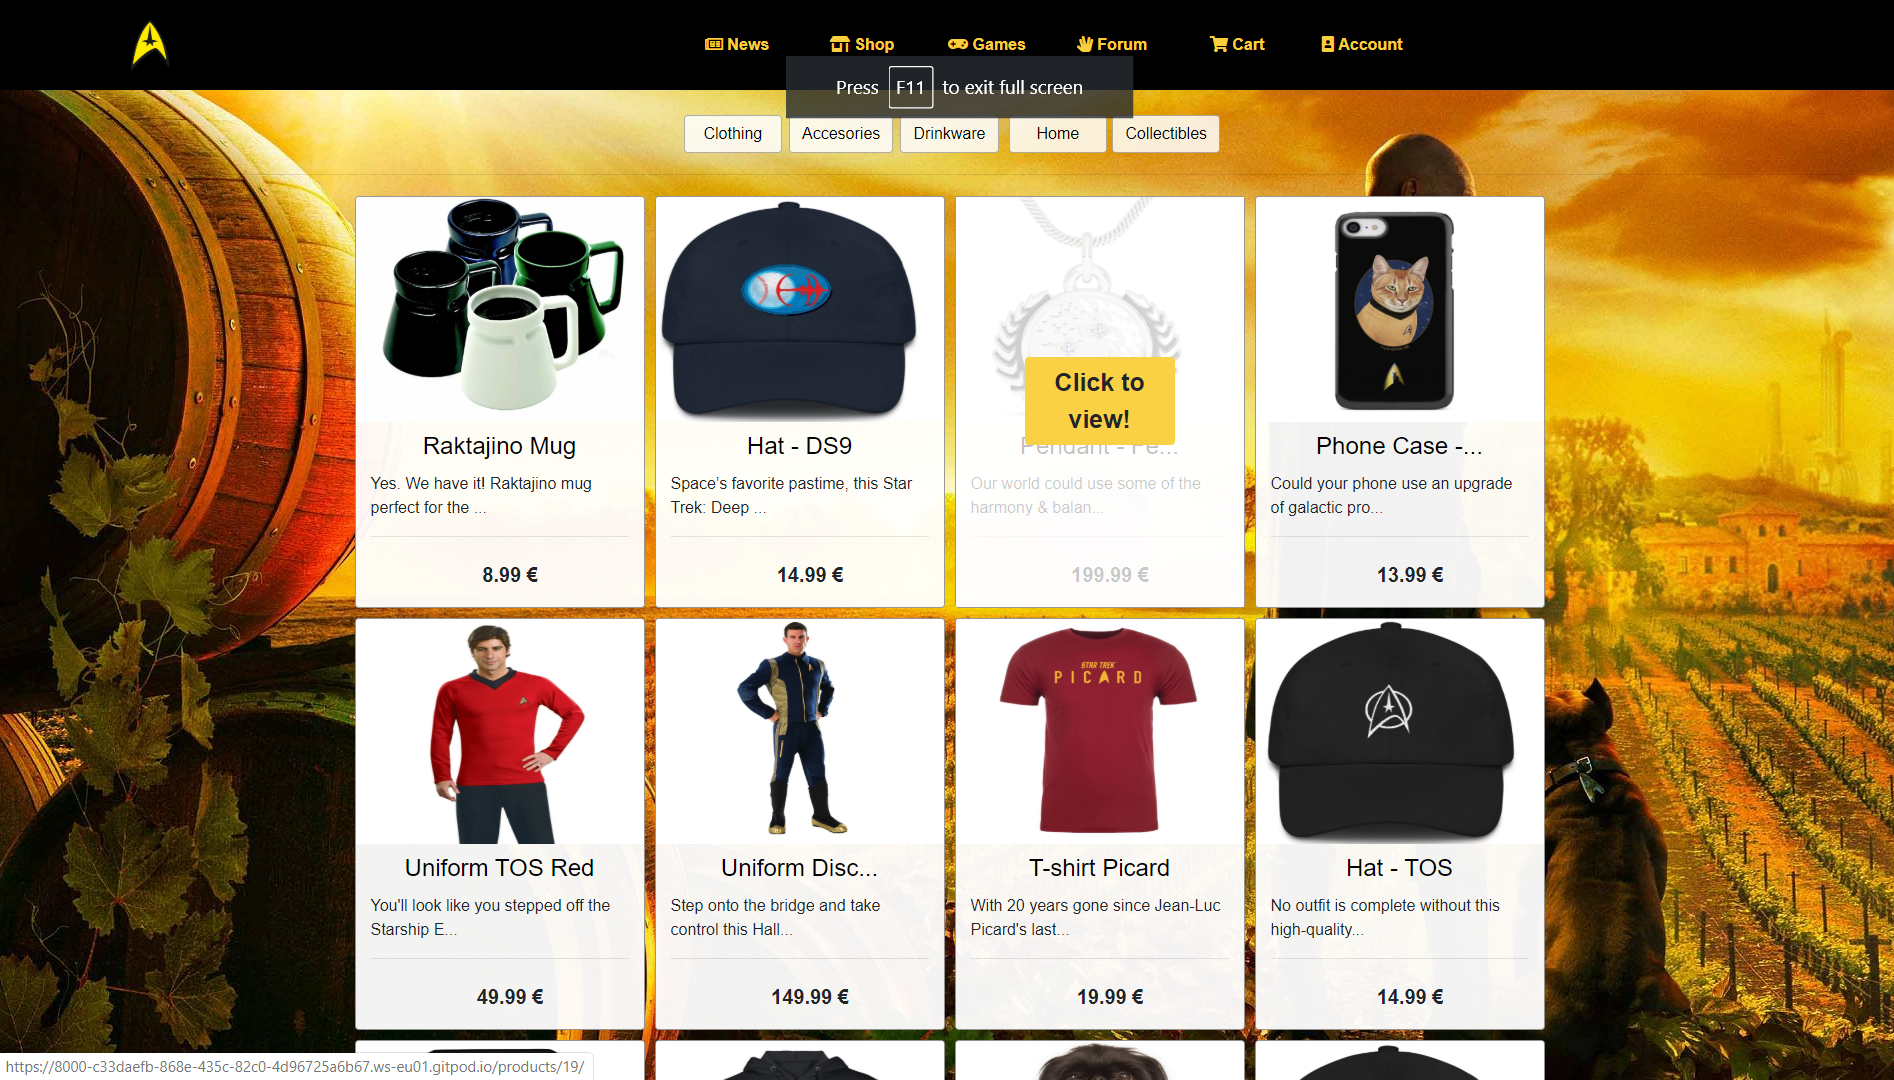 News
Shop
Games
Forum
Cart
Account
Press F11 to exit full screen
Clothing
Accesories
Drinkware
Home
Collectibles
Raktajino Mug
Yes. We have it! Raktajino mug
perfect for the ...
8.99 €
Hat - DS9
Space’s favorite pastime, this Star
Trek: Deep ...
14.99 €
Click to
view!
Pendant - Fe...
Our world could use some of the
harmony & balan...
199.99 €
Phone Case -...
Could your phone use an upgrade
of galactic pro...
13.99 €
Uniform TOS Red
You'll look like you stepped off the
Starship E...
49.99 €
Uniform Disc...
Step onto the bridge and take
control this Hall...
149.99 €
STAR TREK
PICARD
T-shirt Picard
With 20 years gone since Jean-Luc
Picard's last...
19.99 €
Hat - TOS
No outfit is complete without this
high-quality...
14.99 €
https://8000-c33daefb-868e-435c-82c0-4d96725a6b67.ws-eu01.gitpod.io/products/19/